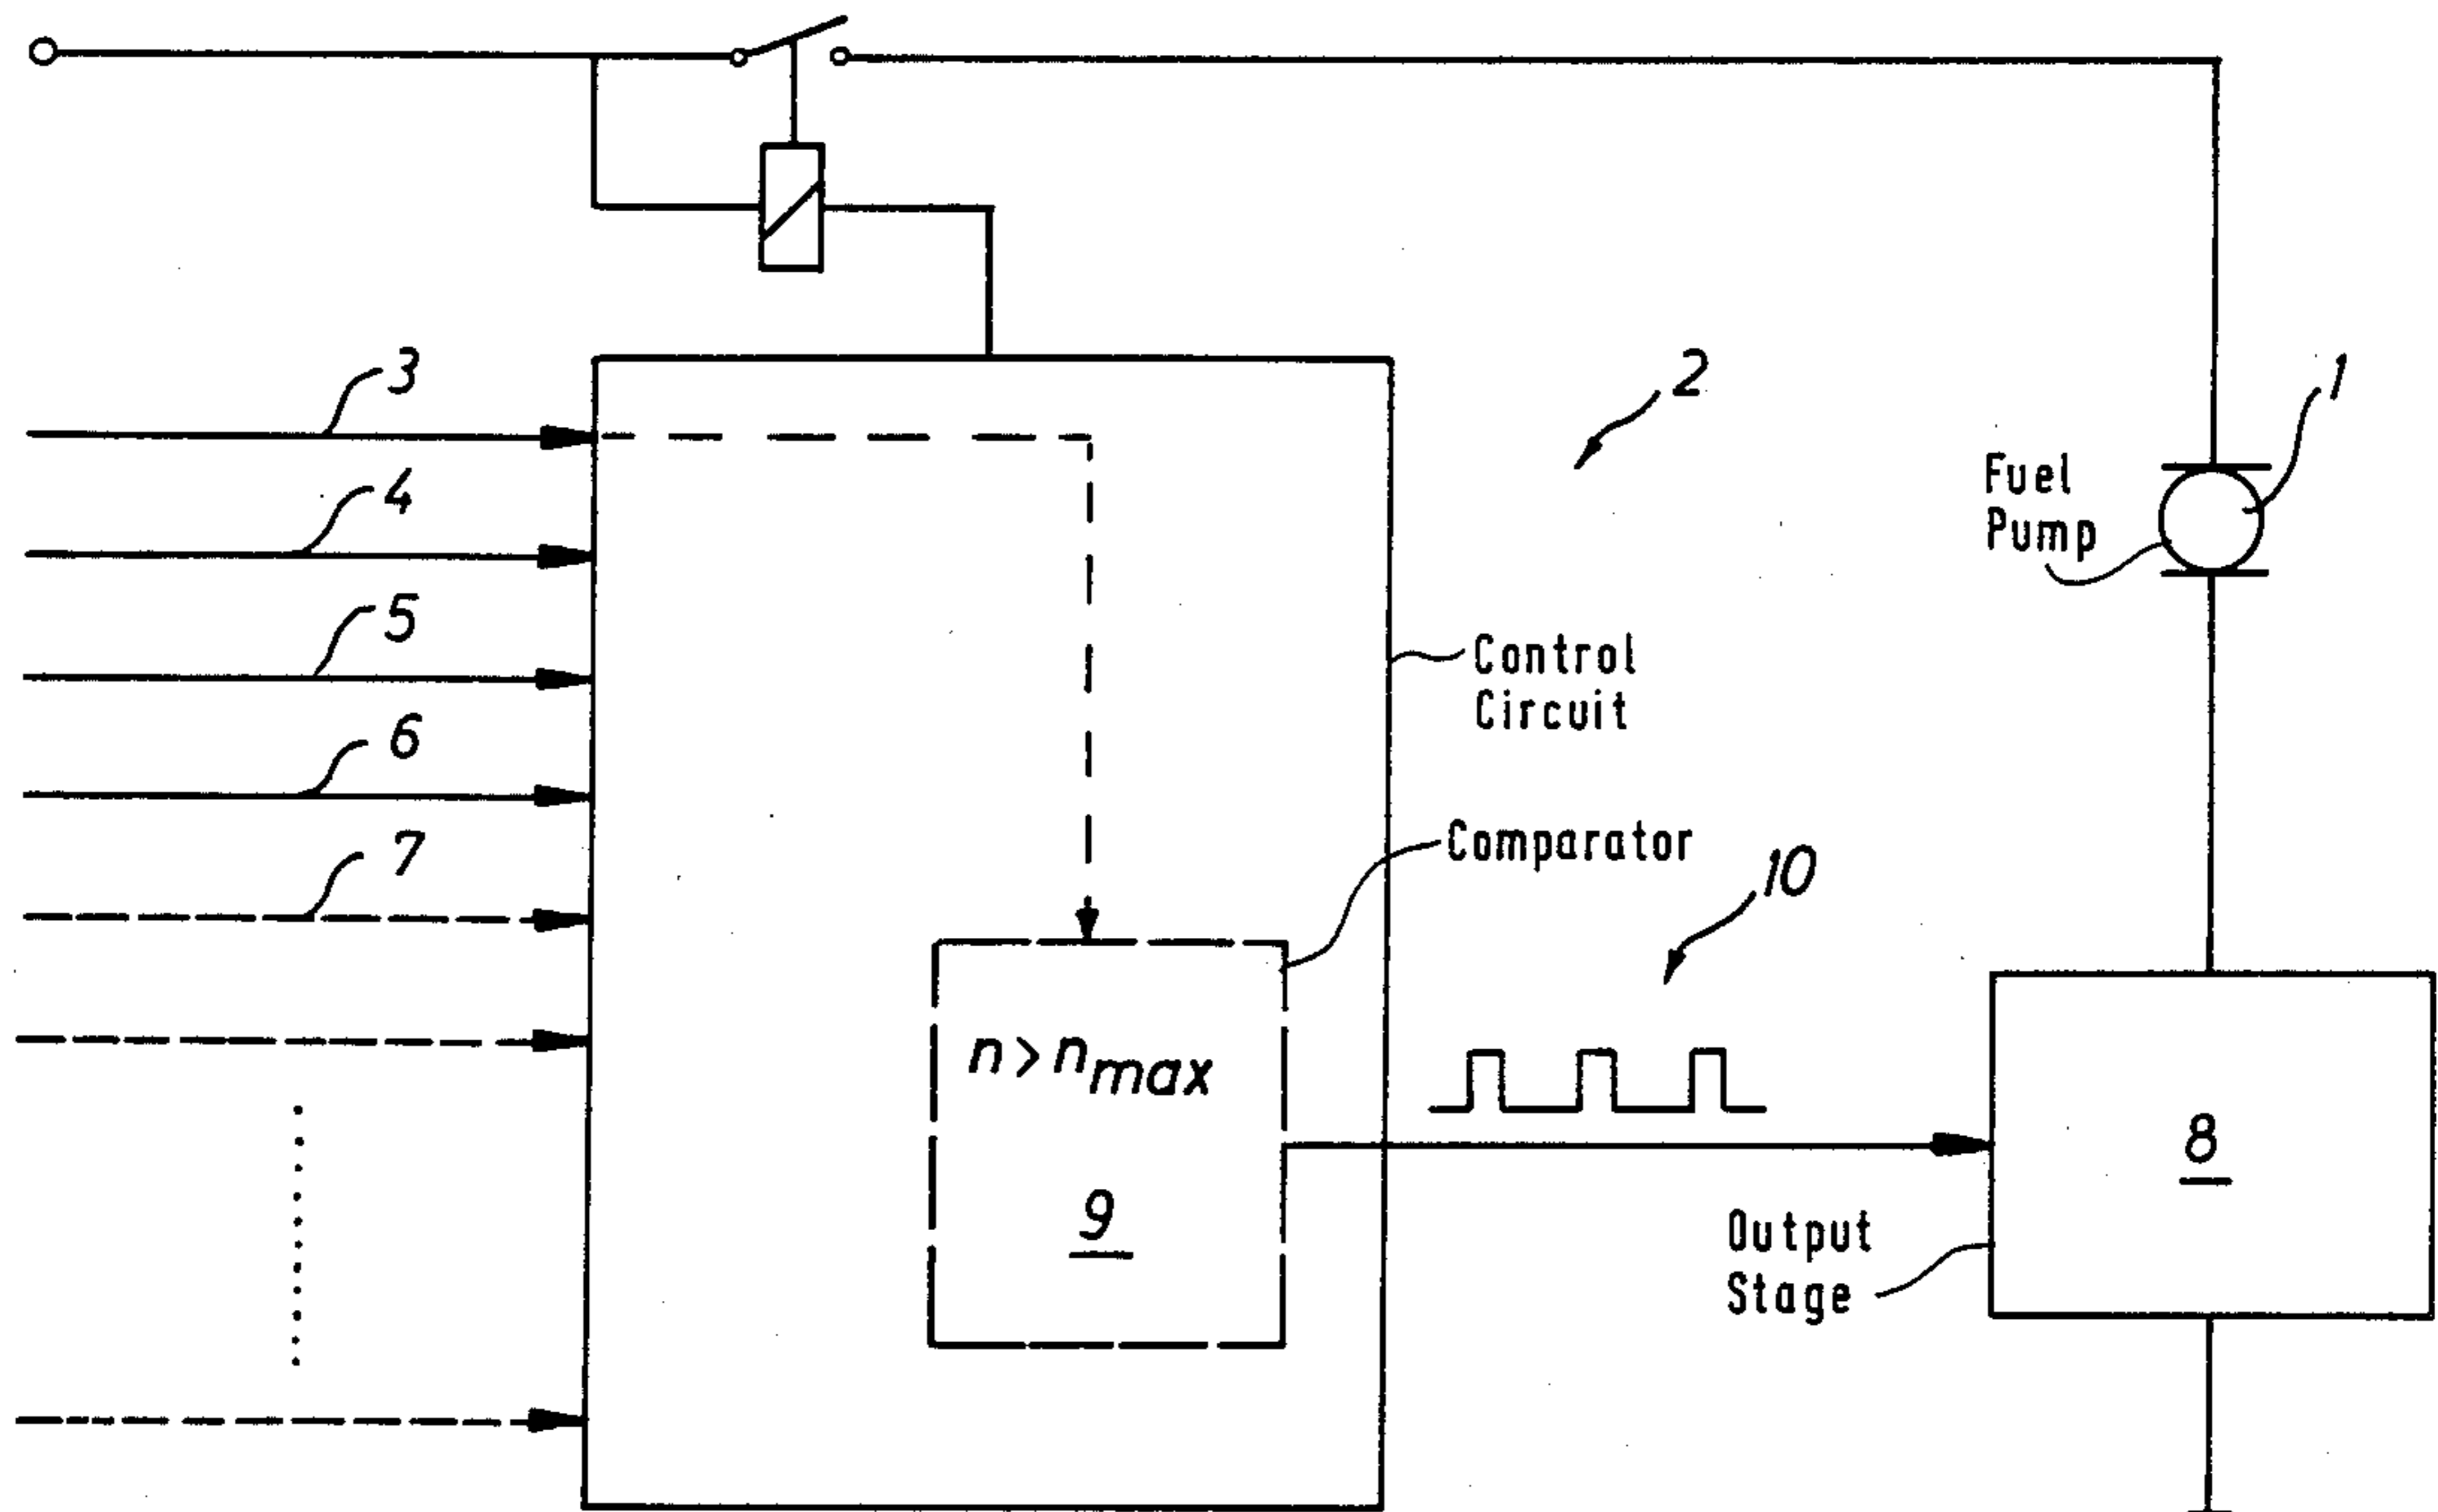 3
2
1
4
Fuel
Pump
5
Control
Circuit
6
7
Comparator
10
n > nmax
9
8
Output
Stage